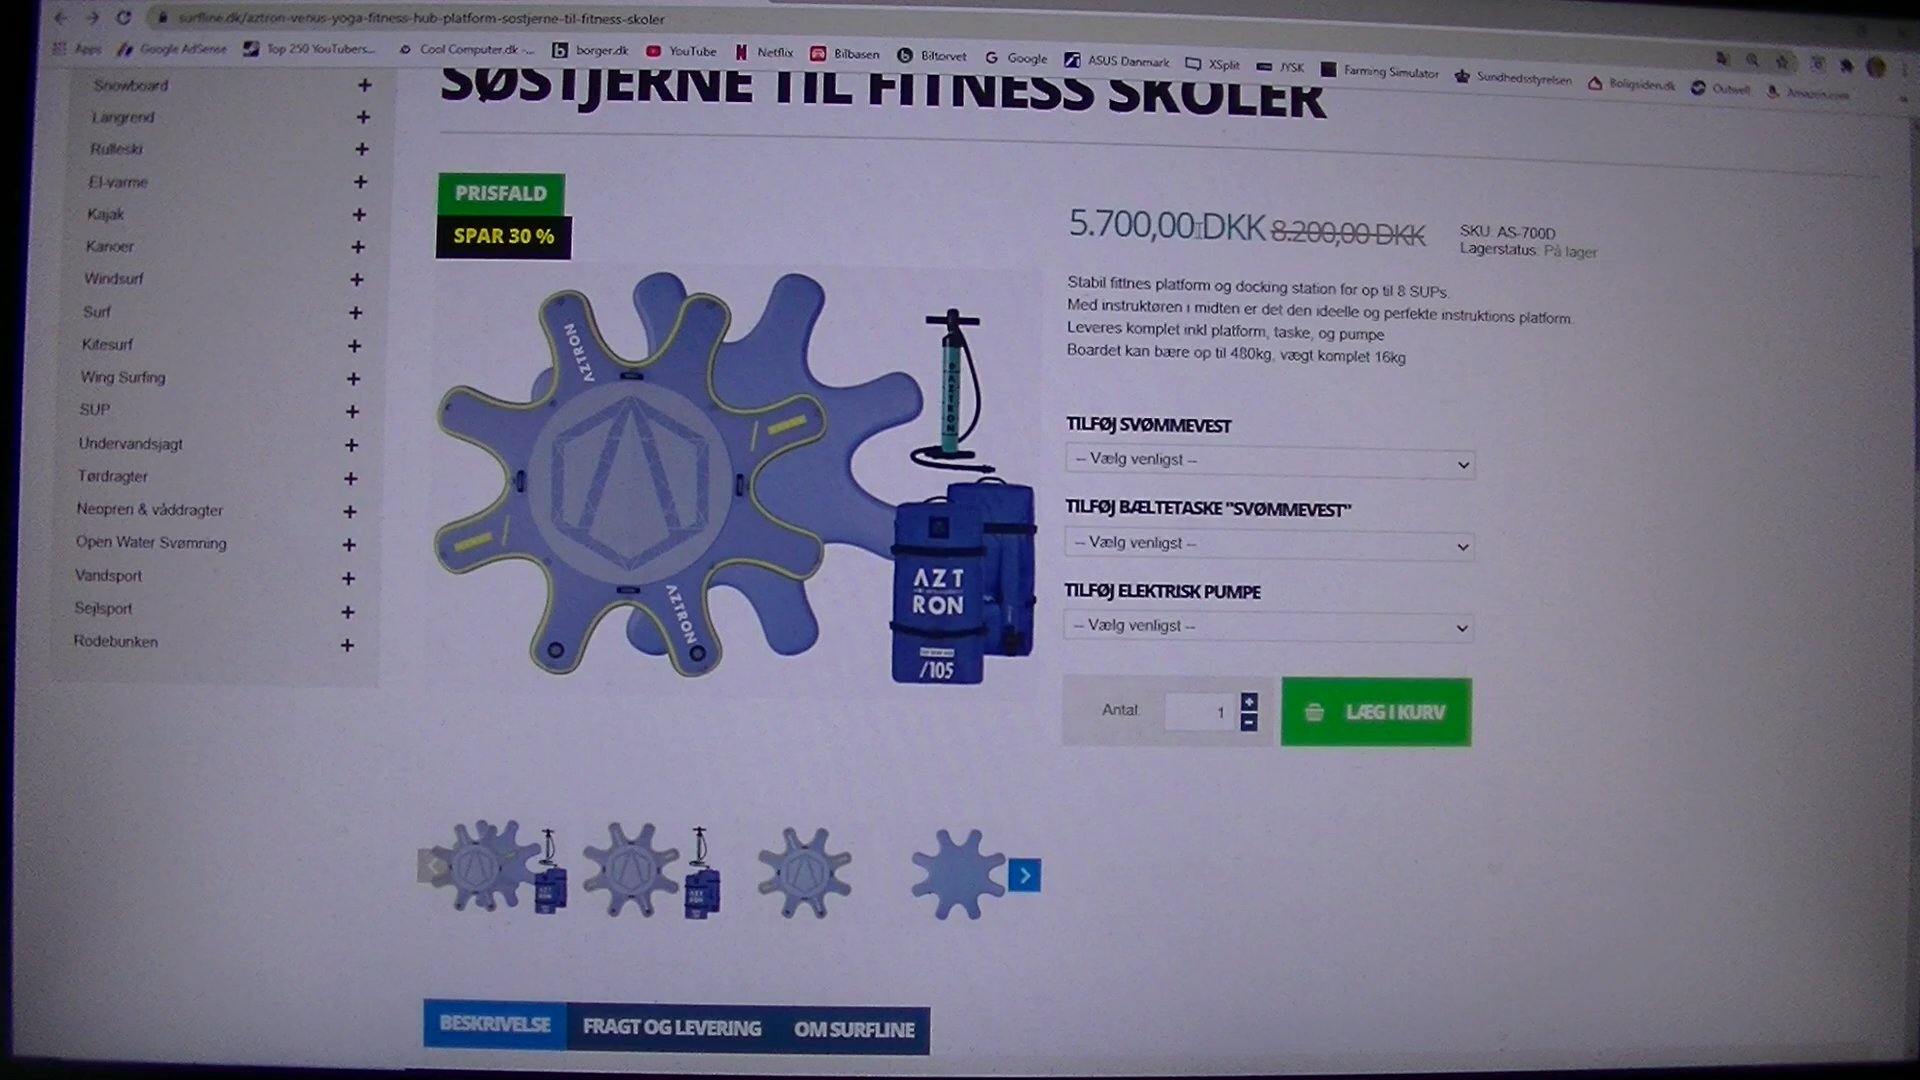 surfline.dk/aztron-venus-yoga-fitness-hub-platform-sostjerne-til-fitness-skoler
Apps Google AdSense Top 250 YouTubers... Cool Computer.dk -... borger.dk YouTube Netflix Bilbasen Biltorvet Google ASUS Danmark XSplit JYSK Farming Simulator Sundhedsstyrelsen Boligsiden.dk Outwell Amazon.com
SØSTJERNE TIL FITNESS SKOLER
Snowboard
Langrend
Rulleski
El-varme
Kajak
Kanoer
Windsurf
Surf
Kitesurf
Wing Surfing
SUP
Undervandsjagt
Tørdragter
Neopren & våddragter
Open Water Svømning
Vandsport
Sejlsport
Rodebunken
PRISFALD
SPAR 30 %
AZTRON
AZTRON
AZTRON
AZT
RON
/105
5.700,00 DKK 8.200,00 DKK
SKU: AS-700D
Lagerstatus: På lager
Stabil fittnes platform og docking station for op til 8 SUPs.
Med instruktøren i midten er det den ideelle og perfekte instruktions platform.
Leveres komplet inkl platform, taske, og pumpe
Boardet kan bære op til 480kg, vægt komplet 16kg
TILFØJ SVØMMEVEST
-- Vælg venligst --
TILFØJ BÆLTETASKE "SVØMMEVEST"
-- Vælg venligst --
TILFØJ ELEKTRISK PUMPE
-- Vælg venligst --
Antal: 1
LÆG I KURV
BESKRIVELSE FRAGT OG LEVERING OM SURFLINE